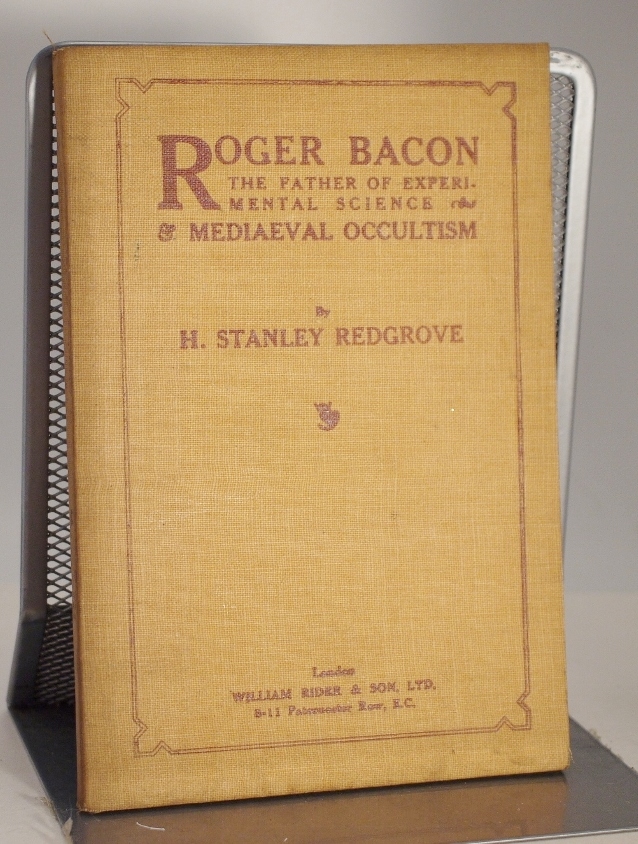 ROGER BACON
THE FATHER OF EXPERI-
MENTAL SCIENCE
& MEDIAEVAL OCCULTISM
By
H. STANLEY REDGROVE
London
WILLIAM RIDER & SON, LTD.
8-11 Paternoster Row, E.C.